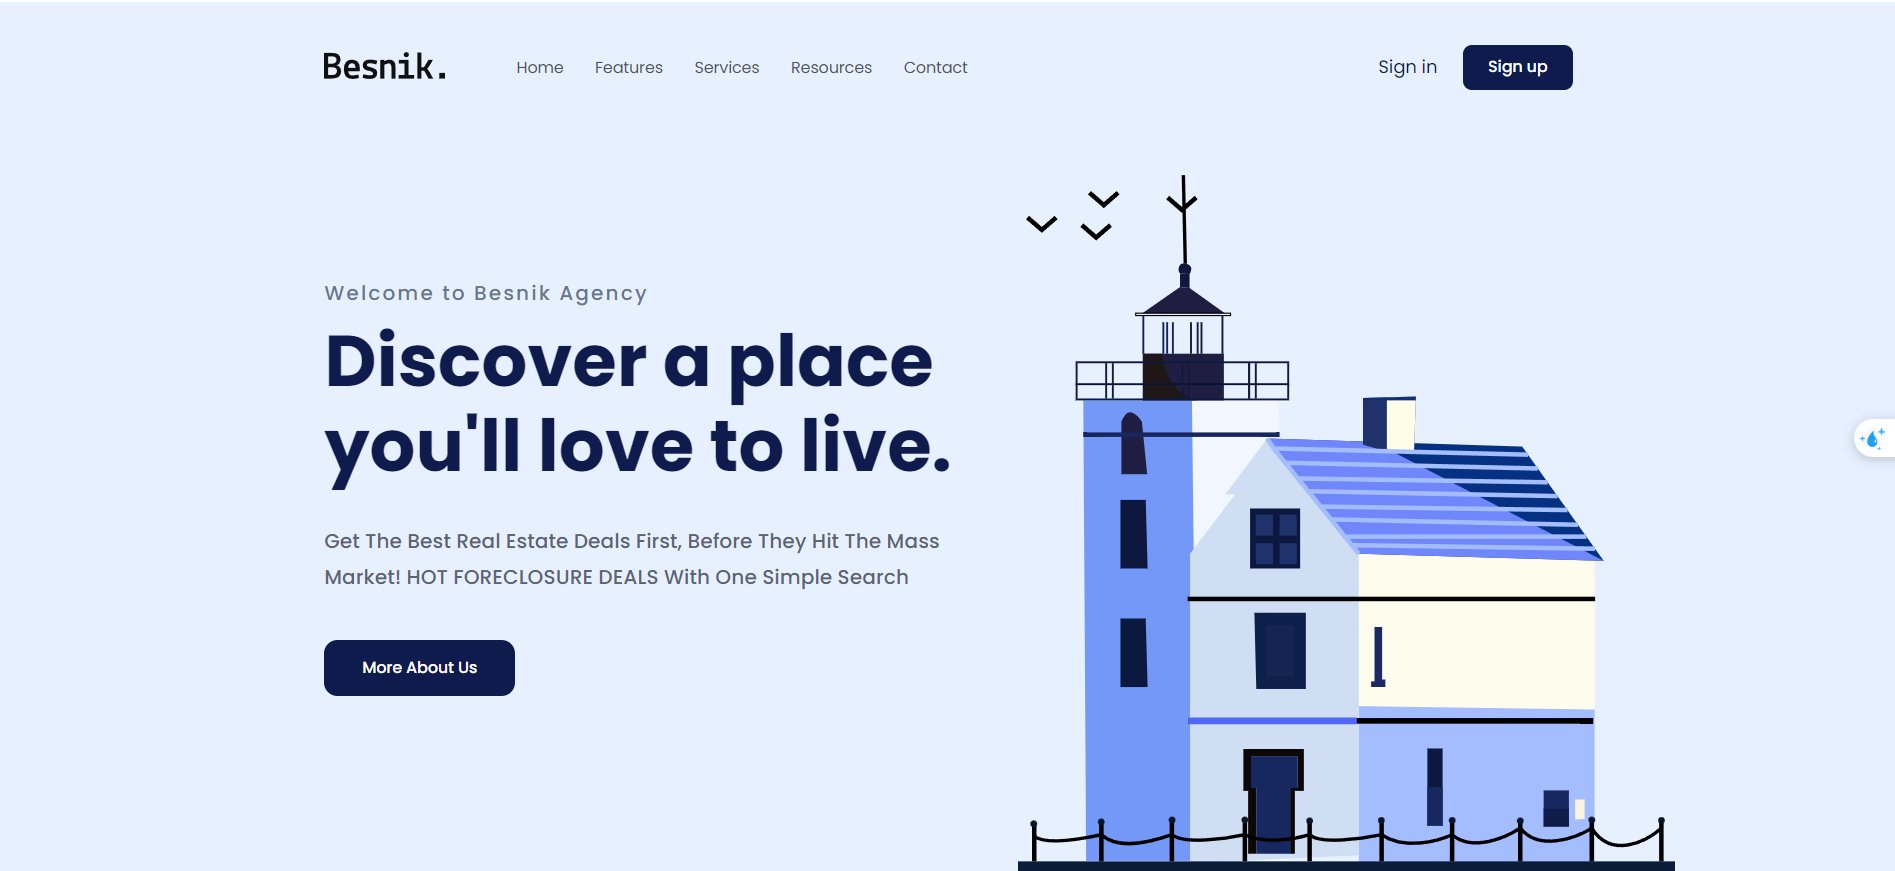 Besnik.
Home
Features
Services
Resources
Contact
Sign in
Sign up
Welcome to Besnik Agency
Discover a place
you'll love to live.
Get The Best Real Estate Deals First, Before They Hit The Mass
Market! HOT FORECLOSURE DEALS With One Simple Search
More About Us